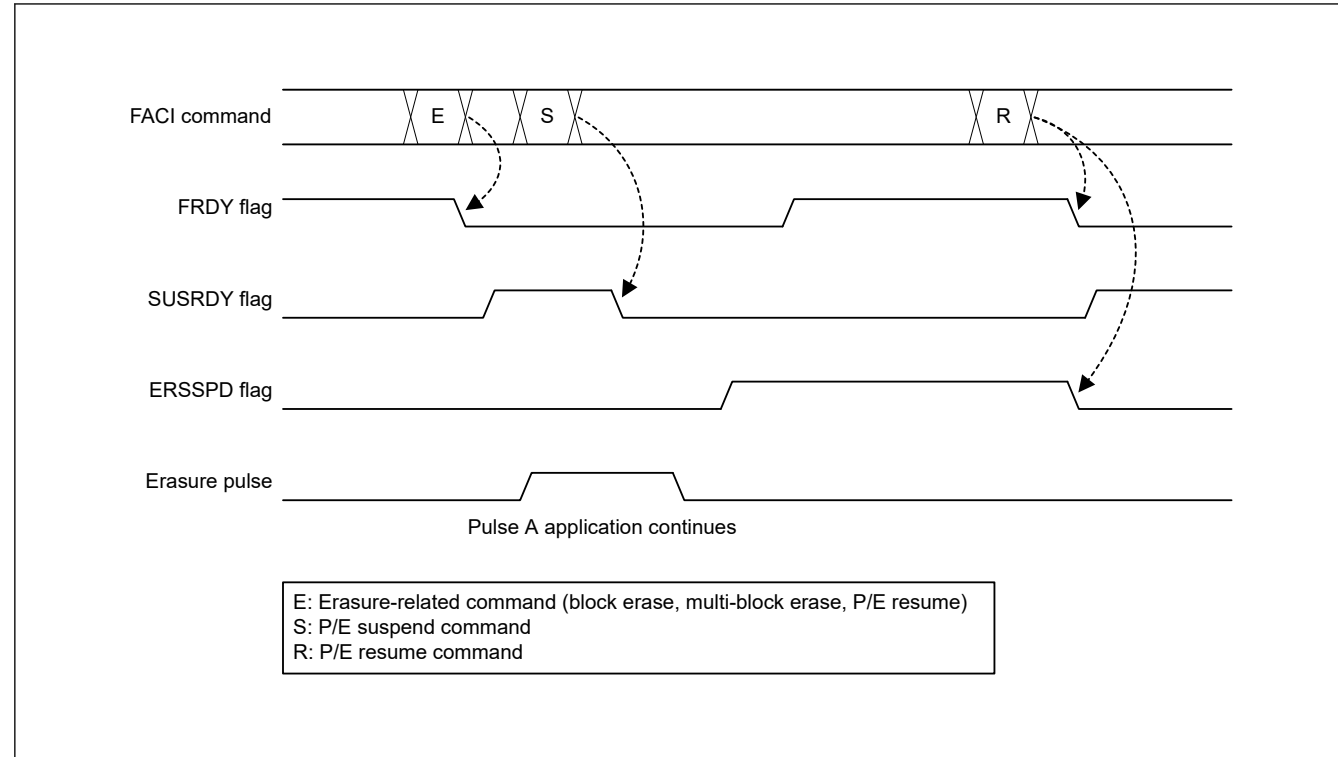 FACI command
E
S
R
FRDY flag
SUSRDY flag
ERSSPD flag
Erasure pulse
Pulse A application continues
E: Erasure-related command (block erase, multi-block erase, P/E resume)
S: P/E suspend command
R: P/E resume command